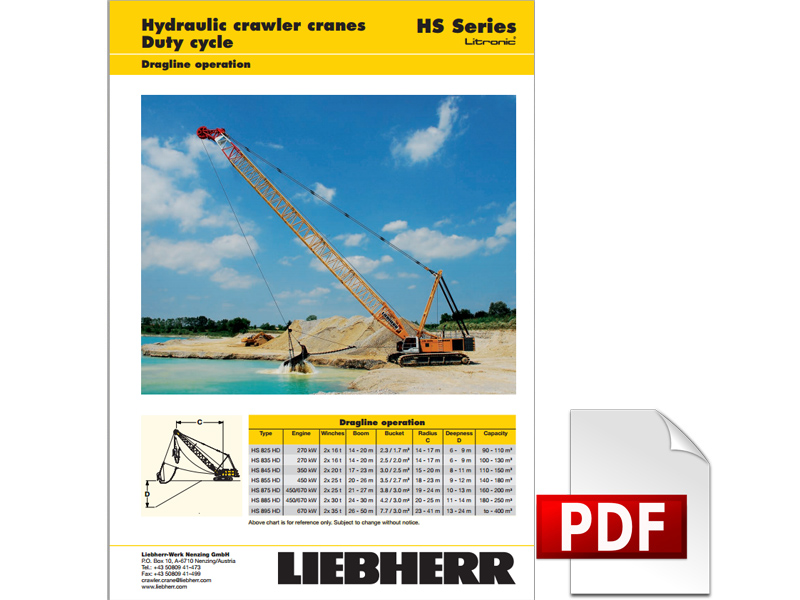 Hydraulic crawler cranes
Duty cycle
HS Series
Litronic®
Dragline operation
LIEBHERR
C
D
Dragline operation
Type Engine Winches Boom Bucket Radius C Deepness D Capacity
HS 825 HD 270 kW 2x 16 t 14 - 20 m 2.3 / 1.7 m³ 14 - 17 m 6 - 9 m 90 - 110 m³
HS 835 HD 270 kW 2x 16 t 14 - 20 m 2.5 / 2.0 m³ 14 - 17 m 6 - 9 m 100 - 130 m³
HS 845 HD 350 kW 2x 20 t 17 - 23 m 3.0 / 2.5 m³ 15 - 20 m 8 - 11 m 110 - 150 m³
HS 855 HD 450 kW 2x 25 t 20 - 26 m 3.5 / 2.7 m³ 18 - 23 m 9 - 12 m 140 - 180 m³
HS 875 HD 450/670 kW 2x 25 t 21 - 27 m 3.8 / 3.0 m³ 19 - 24 m 10 - 13 m 160 - 200 m³
HS 885 HD 450/670 kW 2x 30 t 24 - 30 m 4.2 / 3.0 m³ 20 - 25 m 11 - 14 m 180 - 250 m³
HS 895 HD 670 kW 2x 35 t 26 - 50 m 7.7 / 3.0 m³ 23 - 41 m 13 - 24 m to - 400 m³
Above chart is for reference only. Subject to change without notice.
Liebherr-Werk Nenzing GmbH
P.O. Box 10, A-6710 Nenzing/Austria
Tel.: +43 50809 41-473
Fax: +43 50809 41-499
crawler.crane@liebherr.com
www.liebherr.com
LIEBHERR
PDF